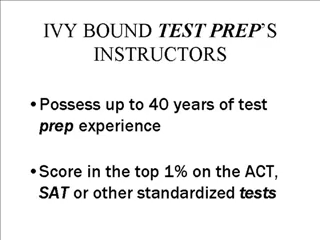 IVY BOUND TEST PREP'S
INSTRUCTORS
•Possess up to 40 years of test
prep experience
•Score in the top 1% on the ACT,
SAT or other standardized tests